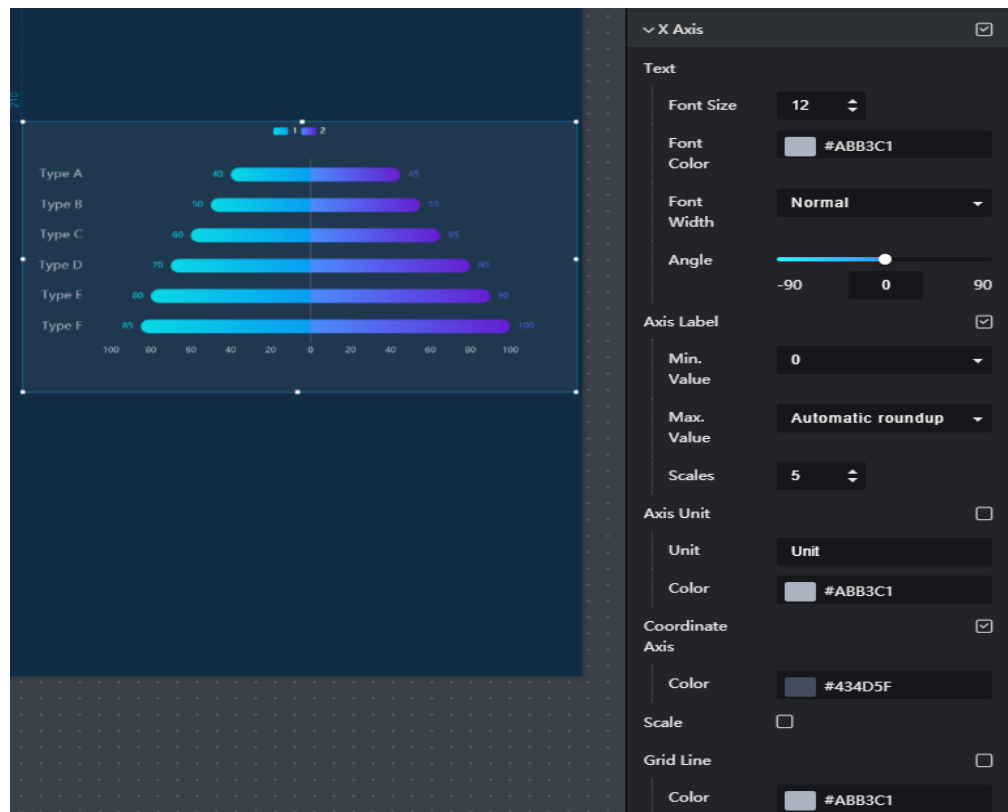 210
1 2
Type A 40 45
Type B 50 55
Type C 60 65
Type D 70 80
Type E 80 90
Type F 85 100
100 80 60 40 20 0 20 40 60 80 100
X Axis
Text
Font Size 12
Font
Color
#ABB3C1
Font
Width
Normal
Angle
-90 0 90
Axis Label
Min.
Value
0
Max.
Value
Automatic roundup
Scales 5
Axis Unit
Unit Unit
Color #ABB3C1
Coordinate
Axis
Color #434D5F
Scale
Grid Line
Color #ABB3C1